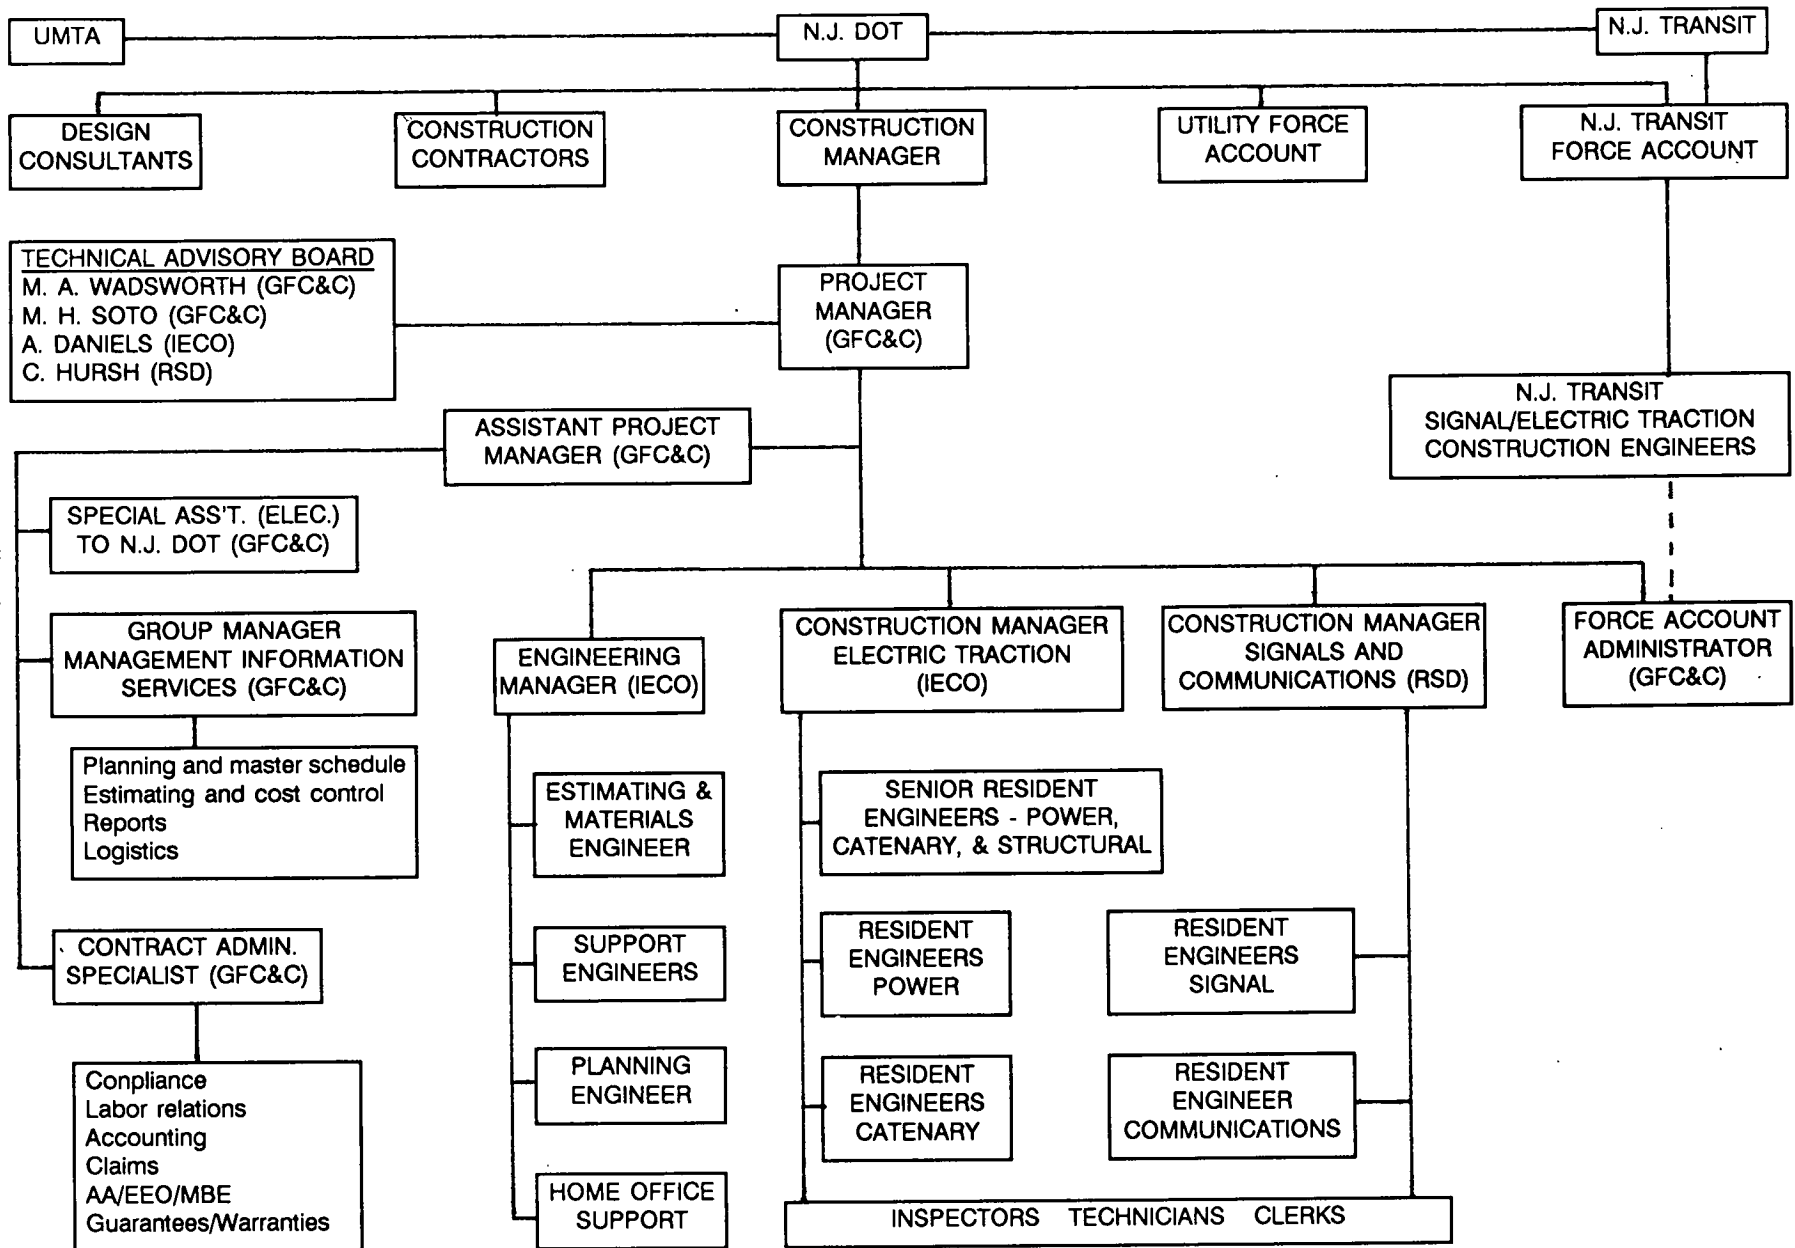 UMTA
N.J. DOT
N.J. TRANSIT
DESIGN
CONSULTANTS
CONSTRUCTION
CONTRACTORS
CONSTRUCTION
MANAGER
UTILITY FORCE
ACCOUNT
N.J. TRANSIT
FORCE ACCOUNT
TECHNICAL ADVISORY BOARD
M. A. WADSWORTH (GFC&C)
M. H. SOTO (GFC&C)
A. DANIELS (IECO)
C. HURSH (RSD)
PROJECT
MANAGER
(GFC&C)
N.J. TRANSIT
SIGNAL/ELECTRIC TRACTION
CONSTRUCTION ENGINEERS
ASSISTANT PROJECT
MANAGER (GFC&C)
SPECIAL ASS'T. (ELEC.)
TO N.J. DOT (GFC&C)
GROUP MANAGER
MANAGEMENT INFORMATION
SERVICES (GFC&C)
Planning and master schedule
Estimating and cost control
Reports
Logistics
CONTRACT ADMIN.
SPECIALIST (GFC&C)
Conpliance
Labor relations
Accounting
Claims
AA/EEO/MBE
Guarantees/Warranties
ENGINEERING
MANAGER (IECO)
ESTIMATING &
MATERIALS
ENGINEER
SUPPORT
ENGINEERS
PLANNING
ENGINEER
HOME OFFICE
SUPPORT
CONSTRUCTION MANAGER
ELECTRIC TRACTION
(IECO)
SENIOR RESIDENT
ENGINEERS - POWER,
CATENARY, & STRUCTURAL
RESIDENT
ENGINEERS
POWER
RESIDENT
ENGINEERS
CATENARY
CONSTRUCTION MANAGER
SIGNALS AND
COMMUNICATIONS (RSD)
RESIDENT
ENGINEERS
SIGNAL
RESIDENT
ENGINEER
COMMUNICATIONS
INSPECTORS TECHNICIANS CLERKS
FORCE ACCOUNT
ADMINISTRATOR
(GFC&C)